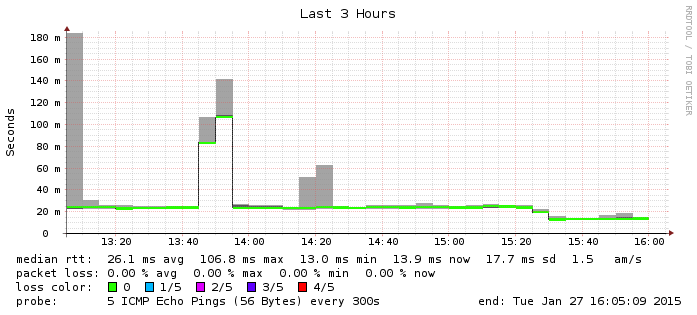 Last 3 Hours
RRDTOOL / TOBI OETIKER
Seconds
180 m
160 m
140 m
120 m
100 m
80 m
60 m
40 m
20 m
0
13:20 13:40 14:00 14:20 14:40 15:00 15:20 15:40 16:00
median rtt: 26.1 ms avg 106.8 ms max 13.0 ms min 13.9 ms now 17.7 ms sd 1.5 am/s
packet loss: 0.00 % avg 0.00 % max 0.00 % min 0.00 % now
loss color: 0 1/5 2/5 3/5 4/5
probe: 5 ICMP Echo Pings (56 Bytes) every 300s end: Tue Jan 27 16:05:09 2015